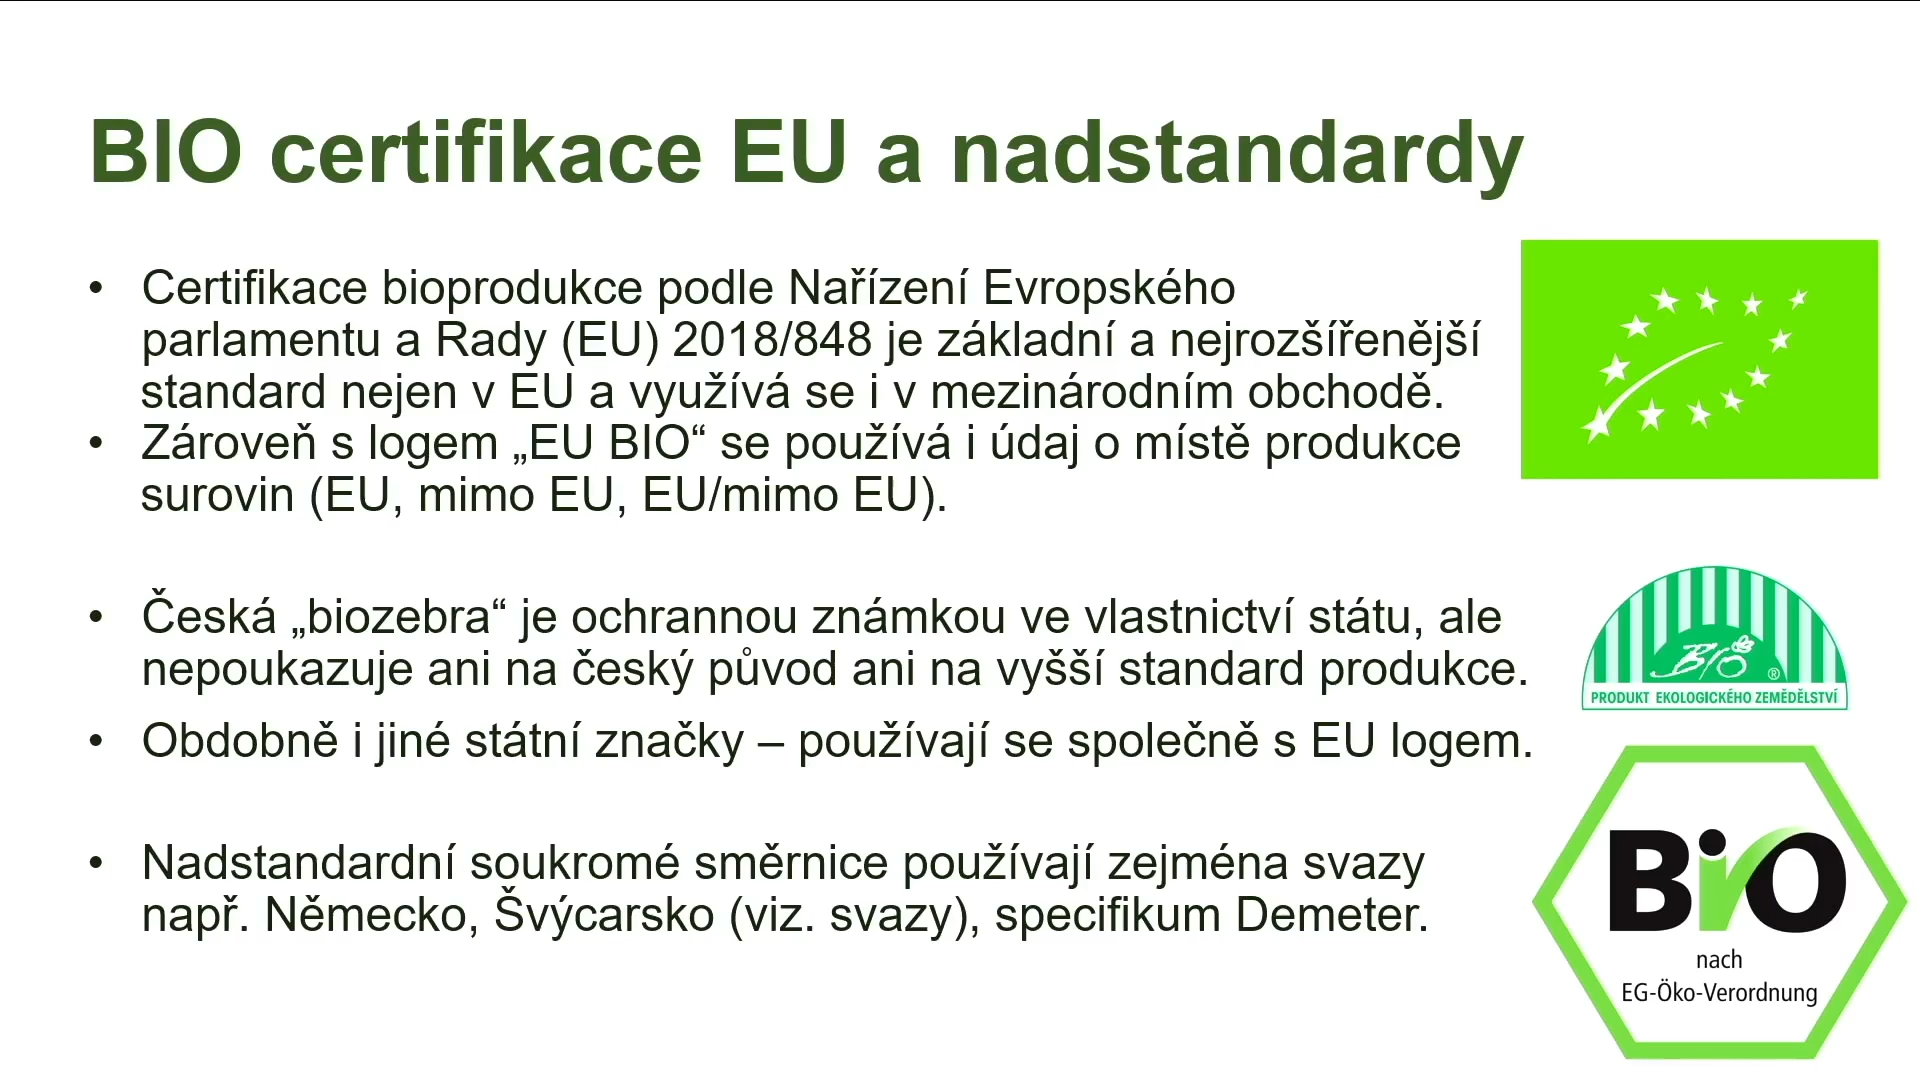 BIO certifikace EU a nadstandardy
• Certifikace bioprodukce podle Nařízení Evropského
parlamentu a Rady (EU) 2018/848 je základní a nejrozšířenější
standard nejen v EU a využívá se i v mezinárodním obchodě.
• Zároveň s logem „EU BIO“ se používá i údaj o místě produkce
surovin (EU, mimo EU, EU/mimo EU).
• Česká „biozebra“ je ochrannou známkou ve vlastnictví státu, ale
nepoukazuje ani na český původ ani na vyšší standard produkce.
• Obdobně i jiné státní značky – používají se společně s EU logem.
• Nadstandardní soukromé směrnice používají zejména svazy
např. Německo, Švýcarsko (viz. svazy), specifikum Demeter.
BIO ®
PRODUKT EKOLOGICKÉHO ZEMĚDĚLSTVÍ
BiO
nach
EG-Öko-Verordnung